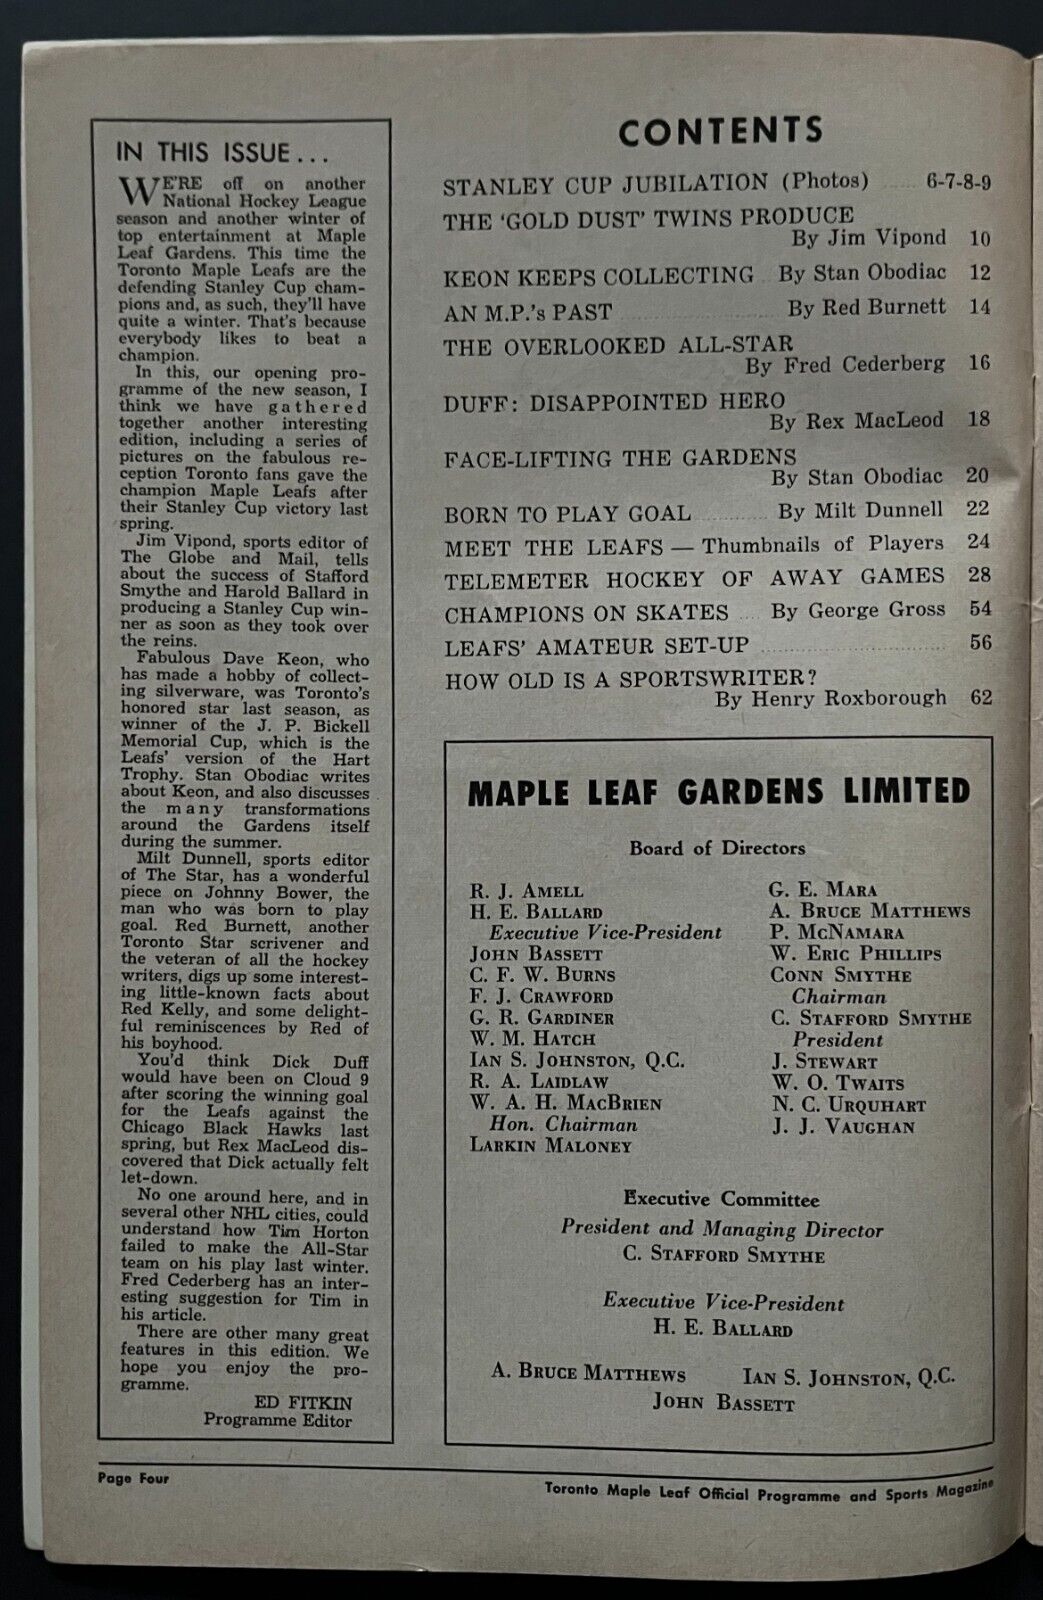 IN THIS ISSUE...
WE'RE off on another
National Hockey League
season and another winter of
top entertainment at Maple
Leaf Gardens. This time the
Toronto Maple Leafs are the
defending Stanley Cup cham-
pions and, as such, they'll have
quite a winter. That's because
everybody likes to beat a
champion.
In this, our opening pro-
gramme of the new season, I
think we have gathered
together another interesting
edition, including a series of
pictures on the fabulous re-
ception Toronto fans gave the
champion Maple Leafs after
their Stanley Cup victory last
spring.
Jim Vipond, sports editor of
The Globe and Mail, tells
about the success of Stafford
Smythe and Harold Ballard in
producing a Stanley Cup win-
ner as soon as they took over
the reins.
Fabulous Dave Keon, who
has made a hobby of collect-
ing silverware, was Toronto's
honored star last season, as
winner of the J. P. Bickell
Memorial Cup, which is the
Leafs' version of the Hart
Trophy. Stan Obodiac writes
about Keon, and also discusses
the many transformations
around the Gardens itself
during the summer.
Milt Dunnell, sports editor
of The Star, has a wonderful
piece on Johnny Bower, the
man who was born to play
goal. Red Burnett, another
Toronto Star scrivener and
the veteran of all the hockey
writers, digs up some interest-
ing little-known facts about
Red Kelly, and some delight-
ful reminiscences by Red of
his boyhood.
You'd think Dick Duff
would have been on Cloud 9
after scoring the winning goal
for the Leafs against the
Chicago Black Hawks last
spring, but Rex MacLeod dis-
covered that Dick actually felt
let-down.
No one around here, and in
several other NHL cities, could
understand how Tim Horton
failed to make the All-Star
team on his play last winter.
Fred Cederberg has an inter-
esting suggestion for Tim in
his article.
There are other many great
features in this edition. We
hope you enjoy the pro-
gramme.
ED FITKIN
Programme Editor
CONTENTS
STANLEY CUP JUBILATION (Photos) ...... 6-7-8-9
THE 'GOLD DUST' TWINS PRODUCE
By Jim Vipond 10
KEON KEEPS COLLECTING By Stan Obodiac 12
AN M.P.'s PAST ...... By Red Burnett 14
THE OVERLOOKED ALL-STAR
By Fred Cederberg 16
DUFF: DISAPPOINTED HERO
By Rex MacLeod 18
FACE-LIFTING THE GARDENS
By Stan Obodiac 20
BORN TO PLAY GOAL ...... By Milt Dunnell 22
MEET THE LEAFS — Thumbnails of Players 24
TELEMETER HOCKEY OF AWAY GAMES 28
CHAMPIONS ON SKATES .... By George Gross 54
LEAFS' AMATEUR SET-UP ...... 56
HOW OLD IS A SPORTSWRITER?
By Henry Roxborough 62
MAPLE LEAF GARDENS LIMITED
Board of Directors
R. J. AMELL
H. E. BALLARD
Executive Vice-President
JOHN BASSETT
C. F. W. BURNS
F. J. CRAWFORD
G. R. GARDINER
W. M. HATCH
IAN S. JOHNSTON, Q.C.
R. A. LAIDLAW
W. A. H. MACBRIEN
Hon. Chairman
LARKIN MALONEY
G. E. MARA
A. BRUCE MATTHEWS
P. MCNAMARA
W. ERIC PHILLIPS
CONN SMYTHE
Chairman
C. STAFFORD SMYTHE
President
J. STEWART
W. O. TWAITS
N. C. URQUHART
J. J. VAUGHAN
Executive Committee
President and Managing Director
C. STAFFORD SMYTHE
Executive Vice-President
H. E. BALLARD
A. BRUCE MATTHEWS IAN S. JOHNSTON, Q.C.
JOHN BASSETT
Page Four
Toronto Maple Leaf Official Programme and Sports Magazine